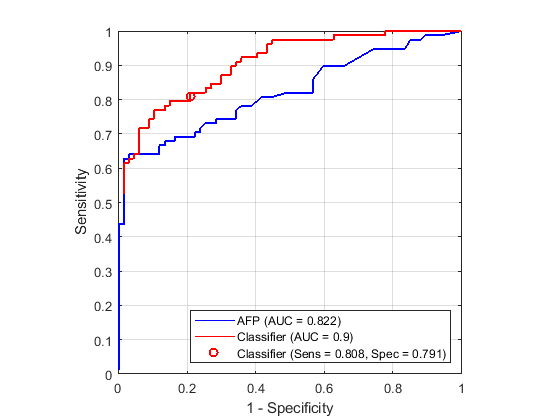 1
0.9
0.8
0.7
0.6
0.5
0.4
0.3
0.2
0.1
0
Sensitivity
AFP (AUC = 0.822)
Classifier (AUC = 0.9)
Classifier (Sens = 0.808, Spec = 0.791)
0 0.2 0.4 0.6 0.8 1
1 - Specificity